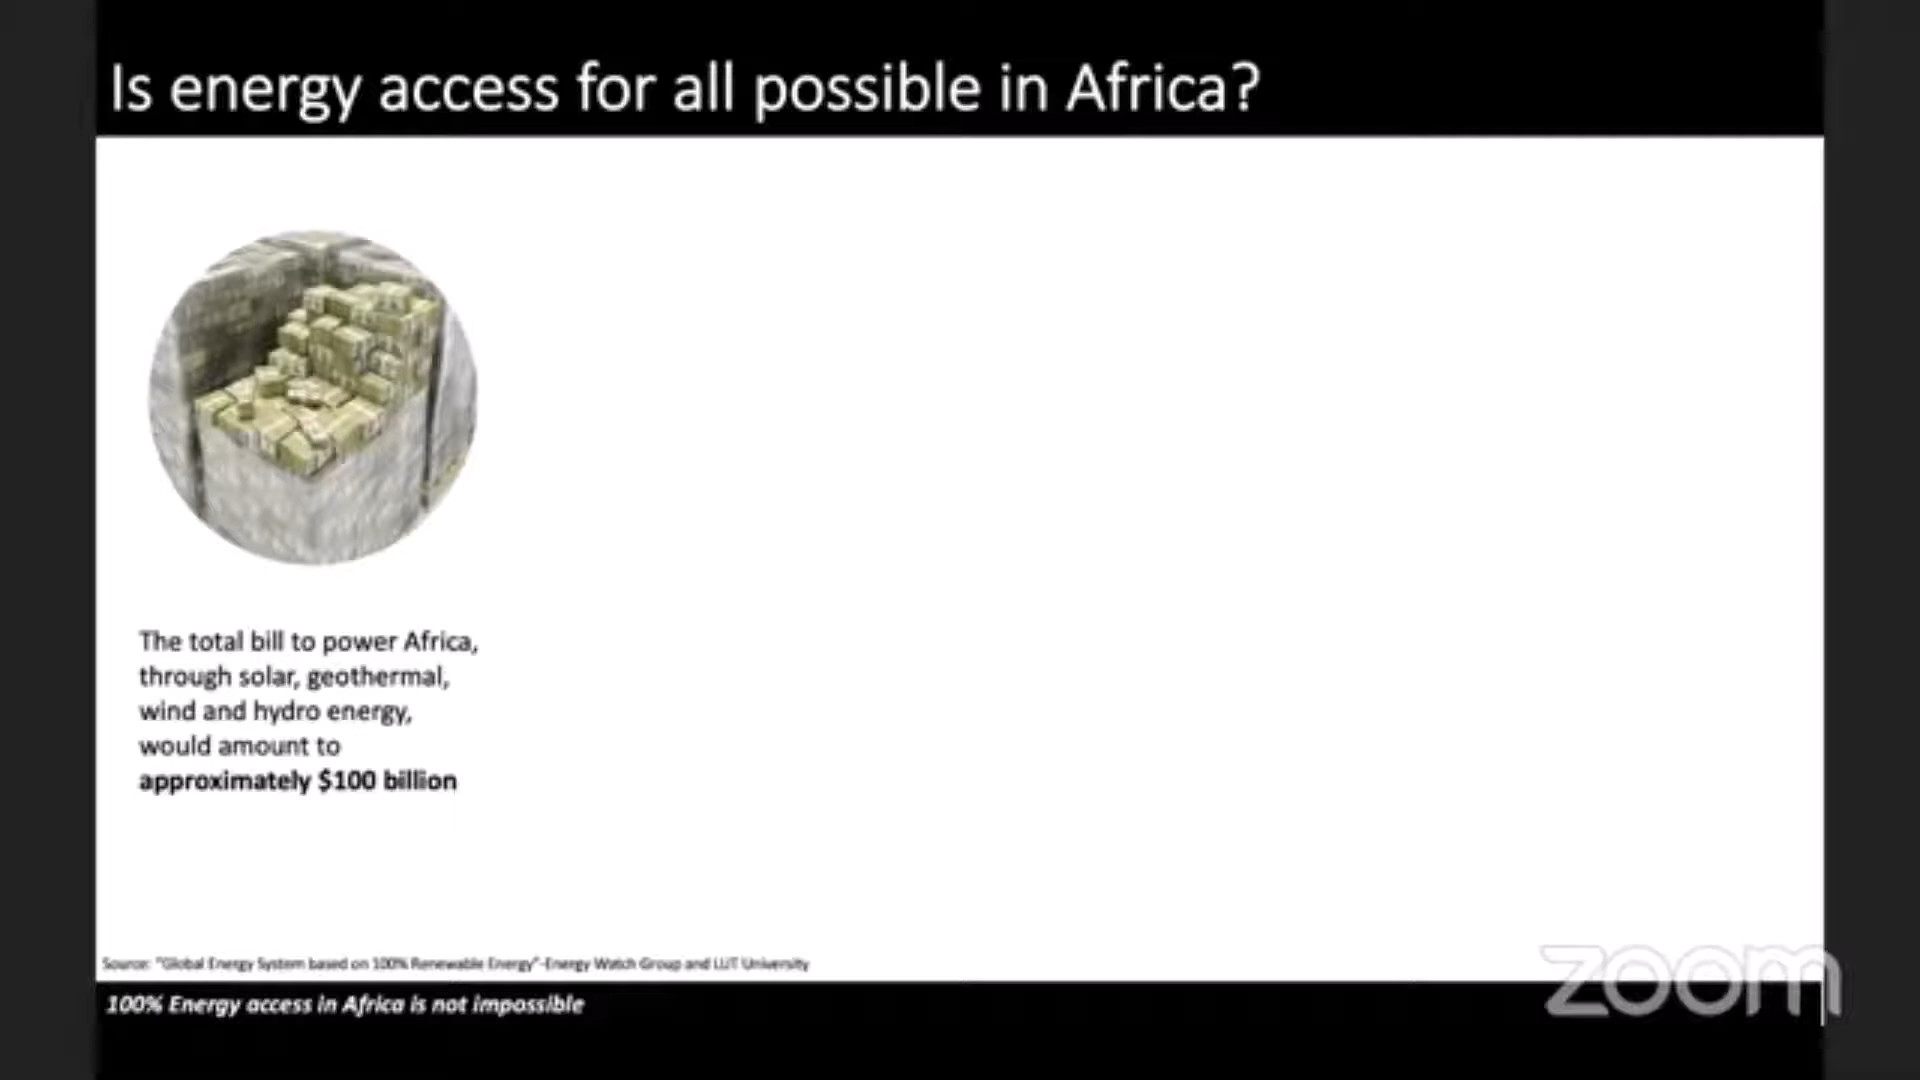 Is energy access for all possible in Africa?
The total bill to power Africa,
through solar, geothermal,
wind and hydro energy,
would amount to
approximately $100 billion
Source: "Global Energy System based on 100% Renewable Energy"-Energy Watch Group and LUT University
100% Energy access in Africa is not impossible
zoom